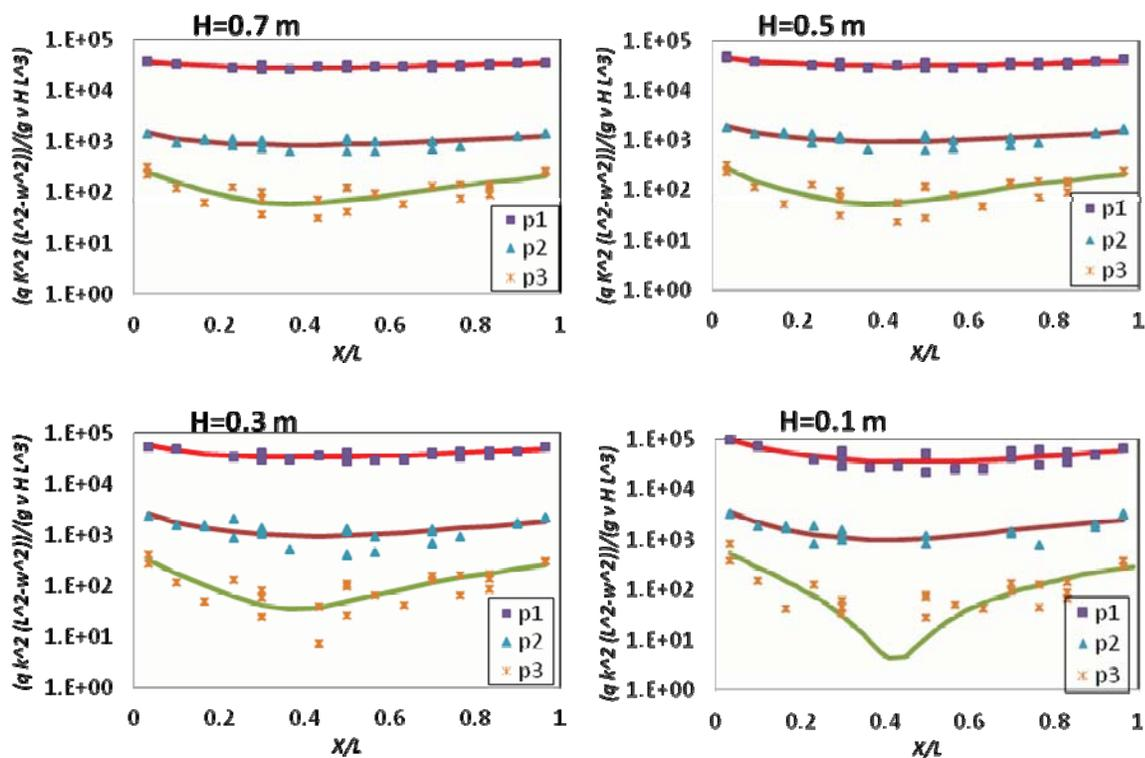 H=0.7 m
(q K^2 (L^2-w^2))/(g v H L^3)
1.E+05
1.E+04
1.E+03
1.E+02
1.E+01
1.E+00
p1
p2
p3
0 0.2 0.4 0.6 0.8 1
X/L
H=0.5 m
(q K^2 (L^2-w^2))/(g v H L^3)
1.E+05
1.E+04
1.E+03
1.E+02
1.E+01
1.E+00
p1
p2
p3
0 0.2 0.4 0.6 0.8 1
X/L
H=0.3 m
(q k^2 (L^2-w^2))/(g v H L^3)
1.E+05
1.E+04
1.E+03
1.E+02
1.E+01
1.E+00
p1
p2
p3
0 0.2 0.4 0.6 0.8 1
X/L
H=0.1 m
(q k^2 (L^2-w^2))/(g v H L^3)
1.E+05
1.E+04
1.E+03
1.E+02
1.E+01
1.E+00
p1
p2
p3
0 0.2 0.4 0.6 0.8 1
X/L